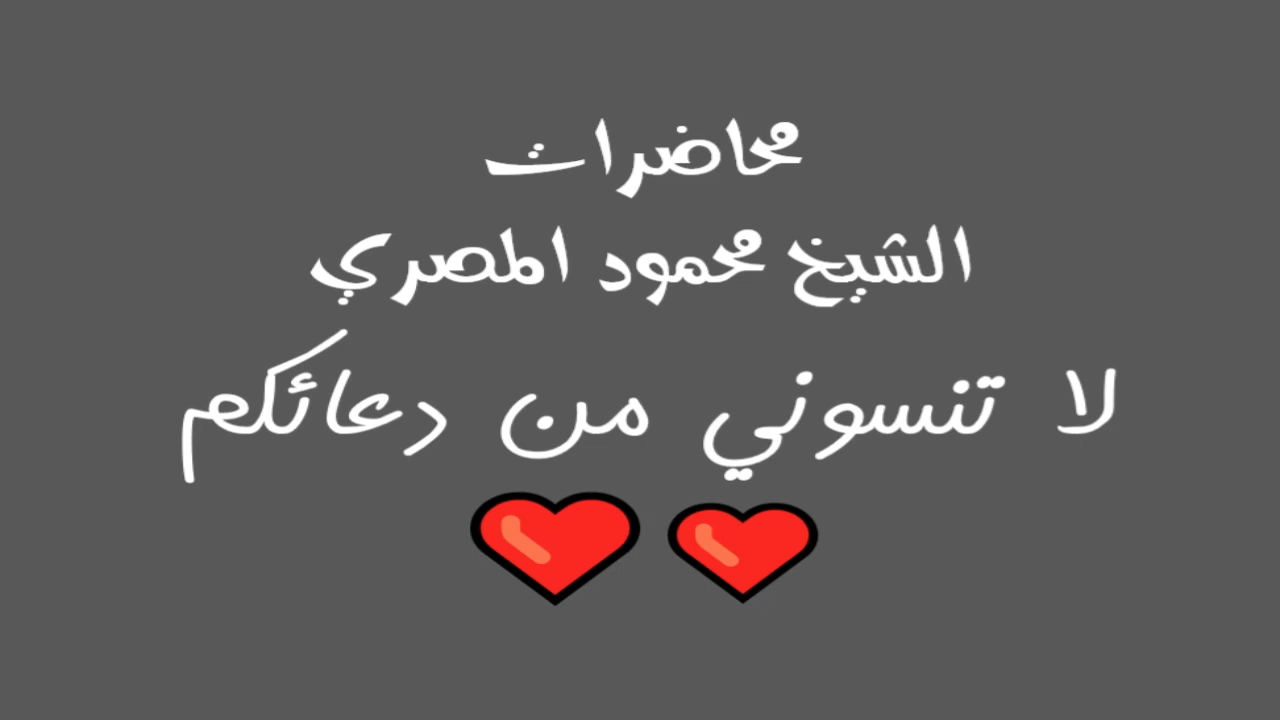 محاضرات
الشيخ محمود المصري
لا تنسوني من دعائكم